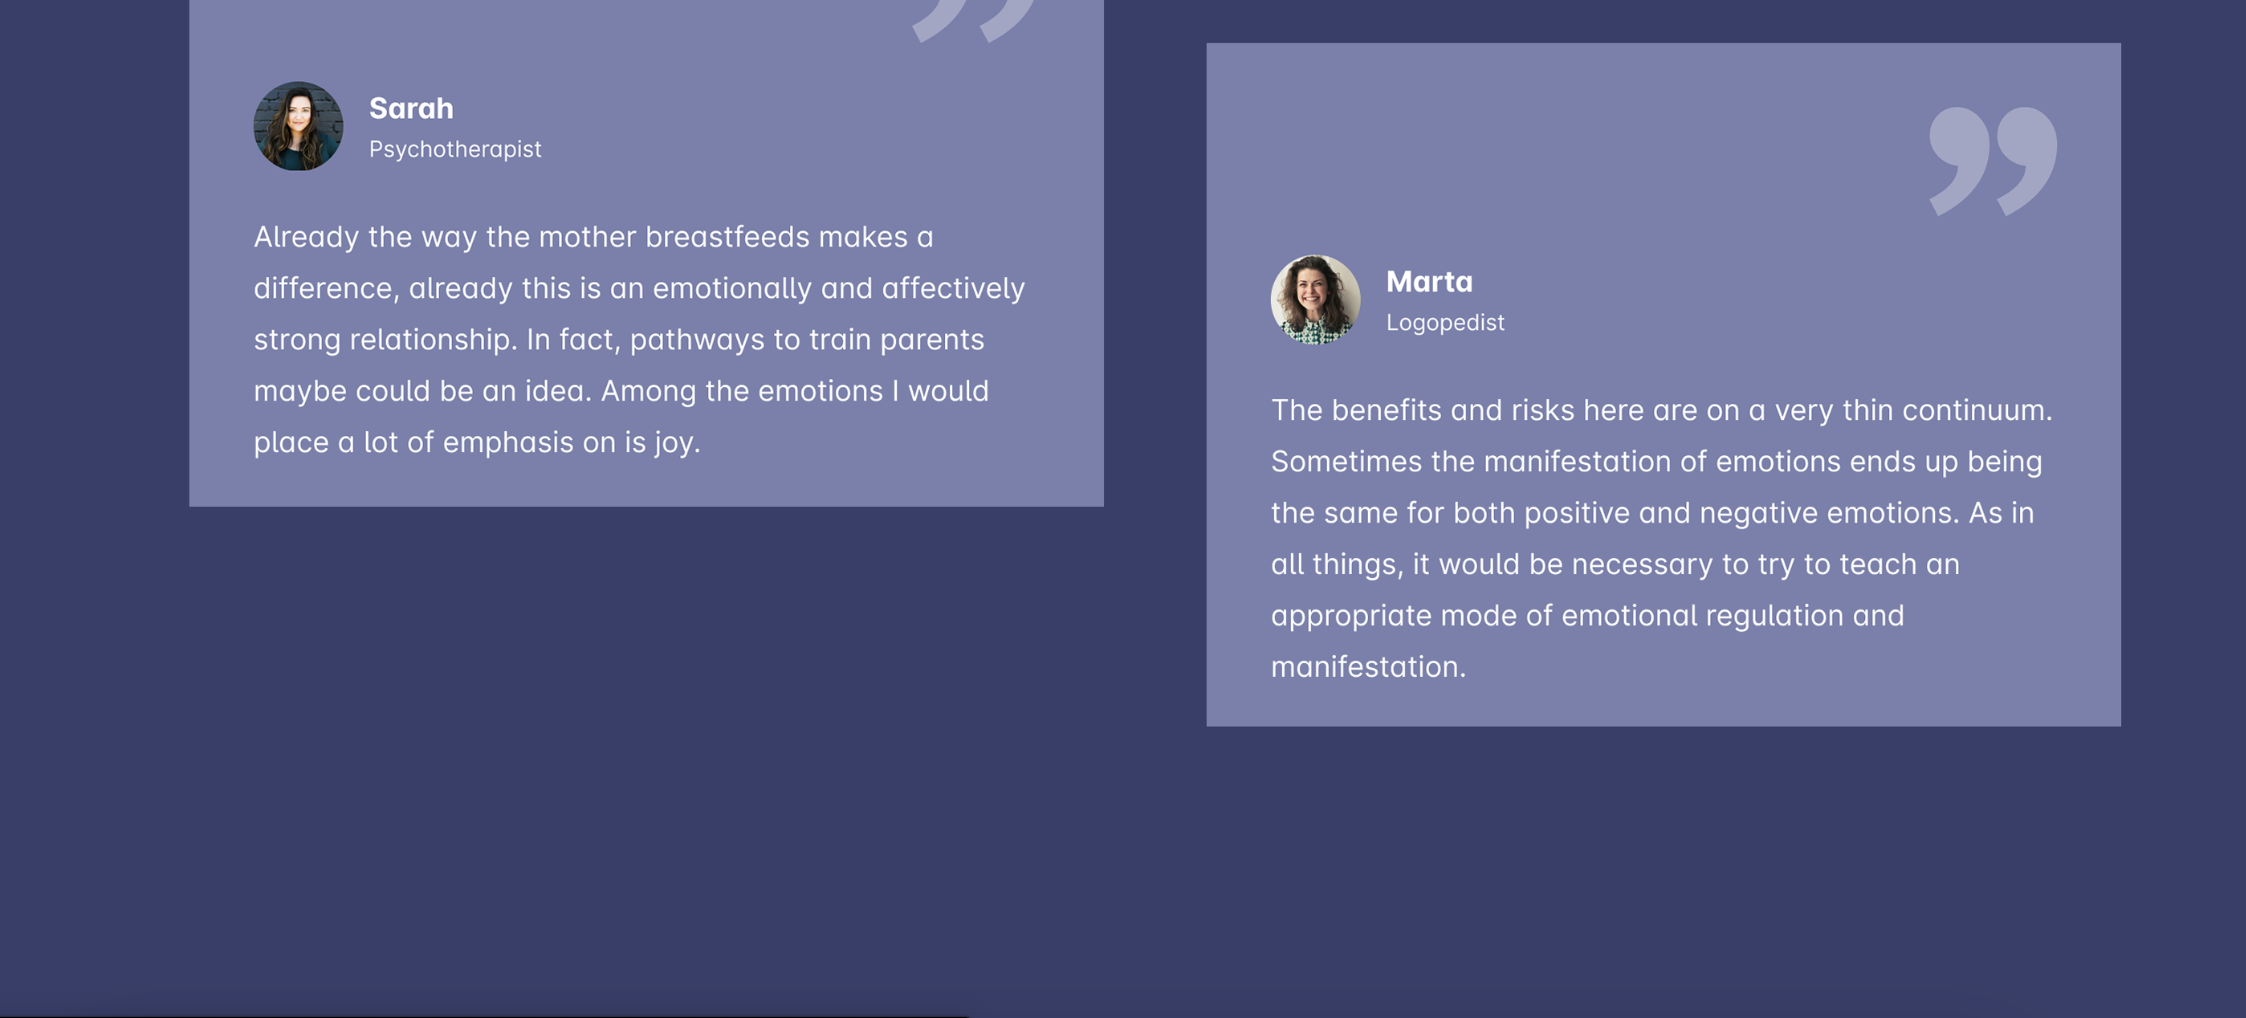 Sarah
Psychotherapist
Already the way the mother breastfeeds makes a
difference, already this is an emotionally and affectively
strong relationship. In fact, pathways to train parents
maybe could be an idea. Among the emotions I would
place a lot of emphasis on is joy.
”
Marta
Logopedist
The benefits and risks here are on a very thin continuum.
Sometimes the manifestation of emotions ends up being
the same for both positive and negative emotions. As in
all things, it would be necessary to try to teach an
appropriate mode of emotional regulation and
manifestation.